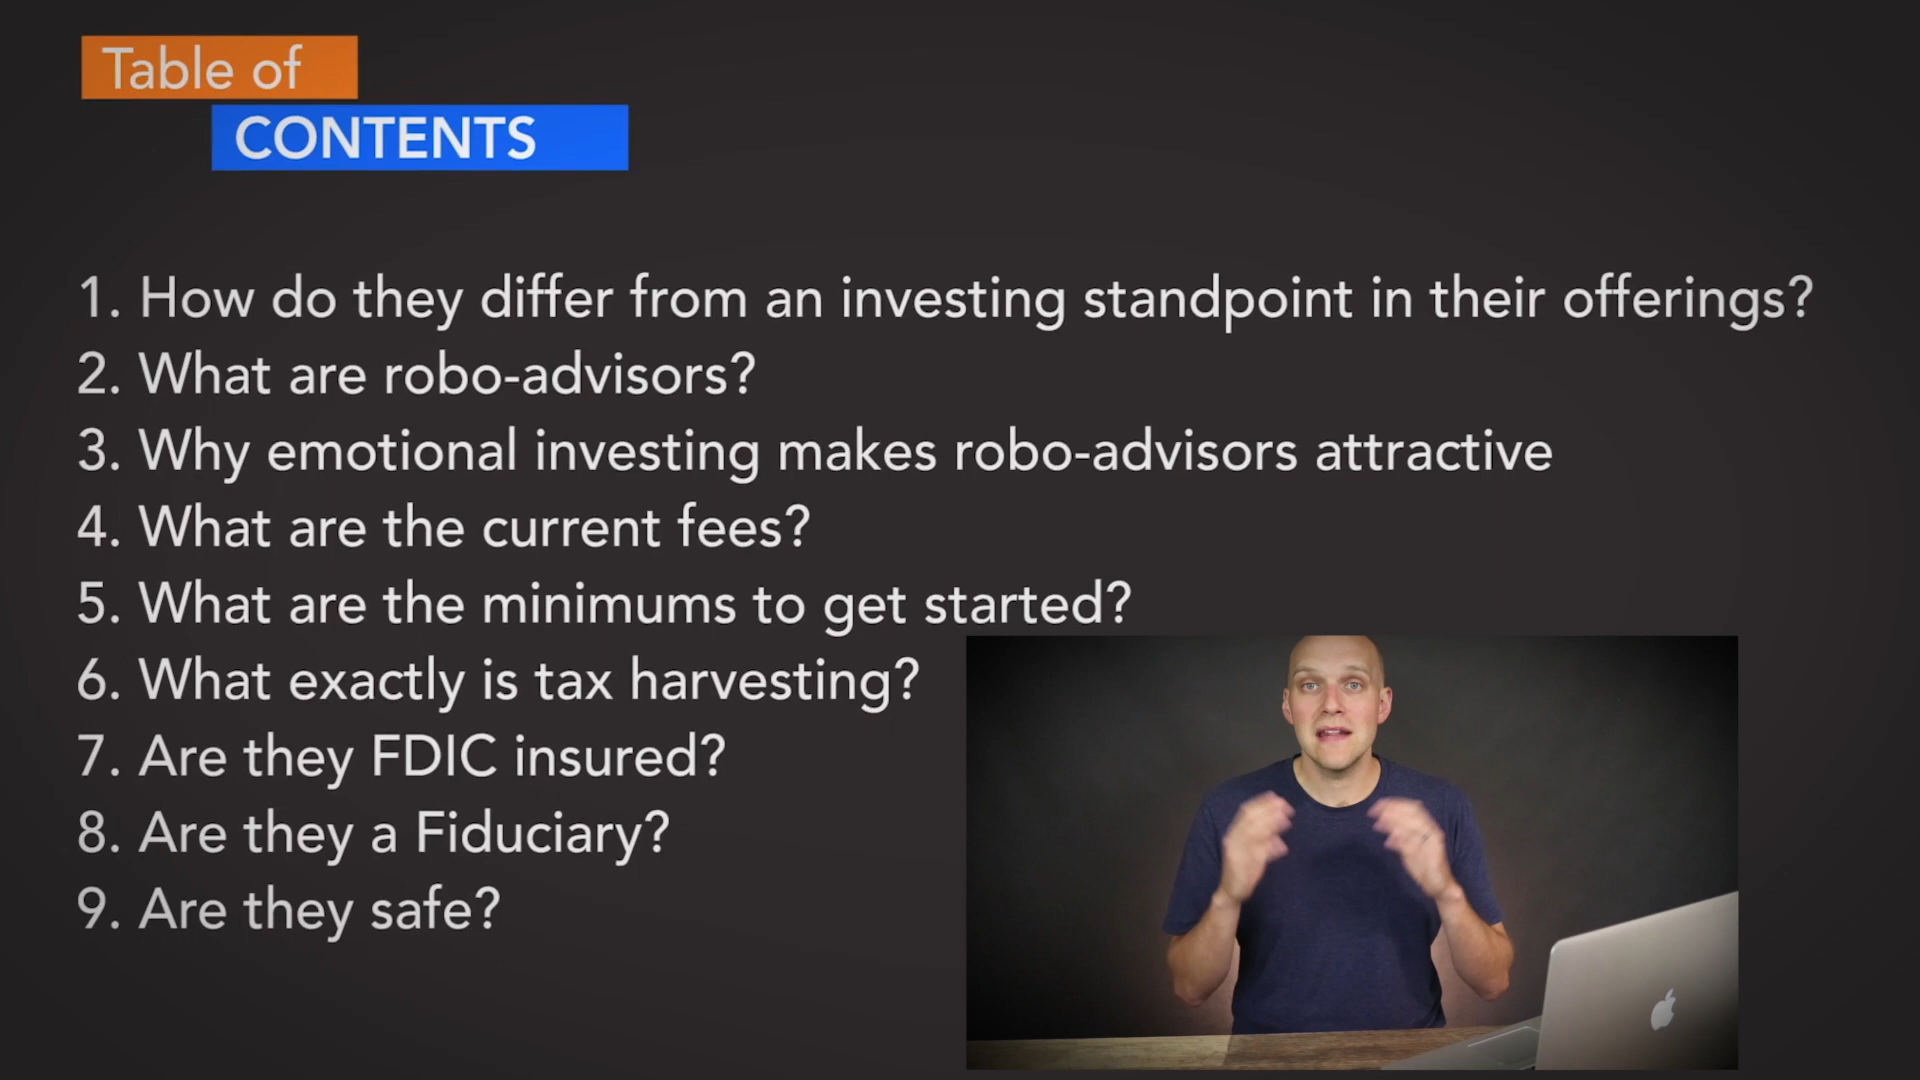 Table of
CONTENTS
1. How do they differ from an investing standpoint in their offerings?
2. What are robo-advisors?
3. Why emotional investing makes robo-advisors attractive
4. What are the current fees?
5. What are the minimums to get started?
6. What exactly is tax harvesting?
7. Are they FDIC insured?
8. Are they a Fiduciary?
9. Are they safe?